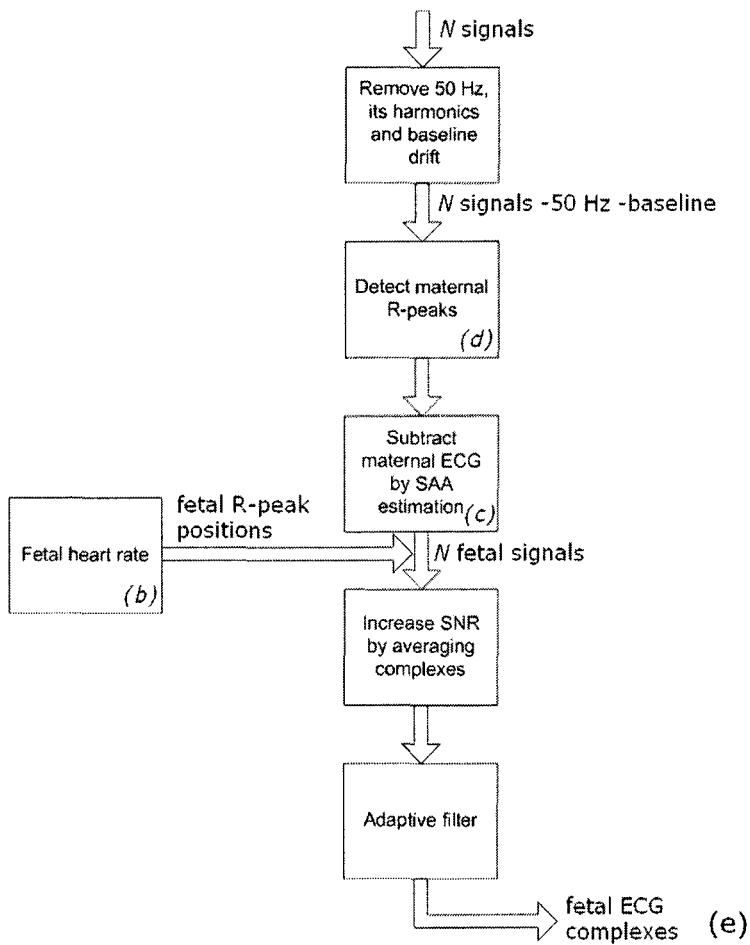 N signals
Remove 50 Hz,
its harmonics
and baseline
drift
N signals -50 Hz -baseline
Detect maternal
R-peaks
(d)
Subtract
maternal ECG
by SAA
estimation
(c)
fetal R-peak
positions
Fetal heart rate
(b)
N fetal signals
Increase SNR
by averaging
complexes
Adaptive filter
fetal ECG
complexes
(e)